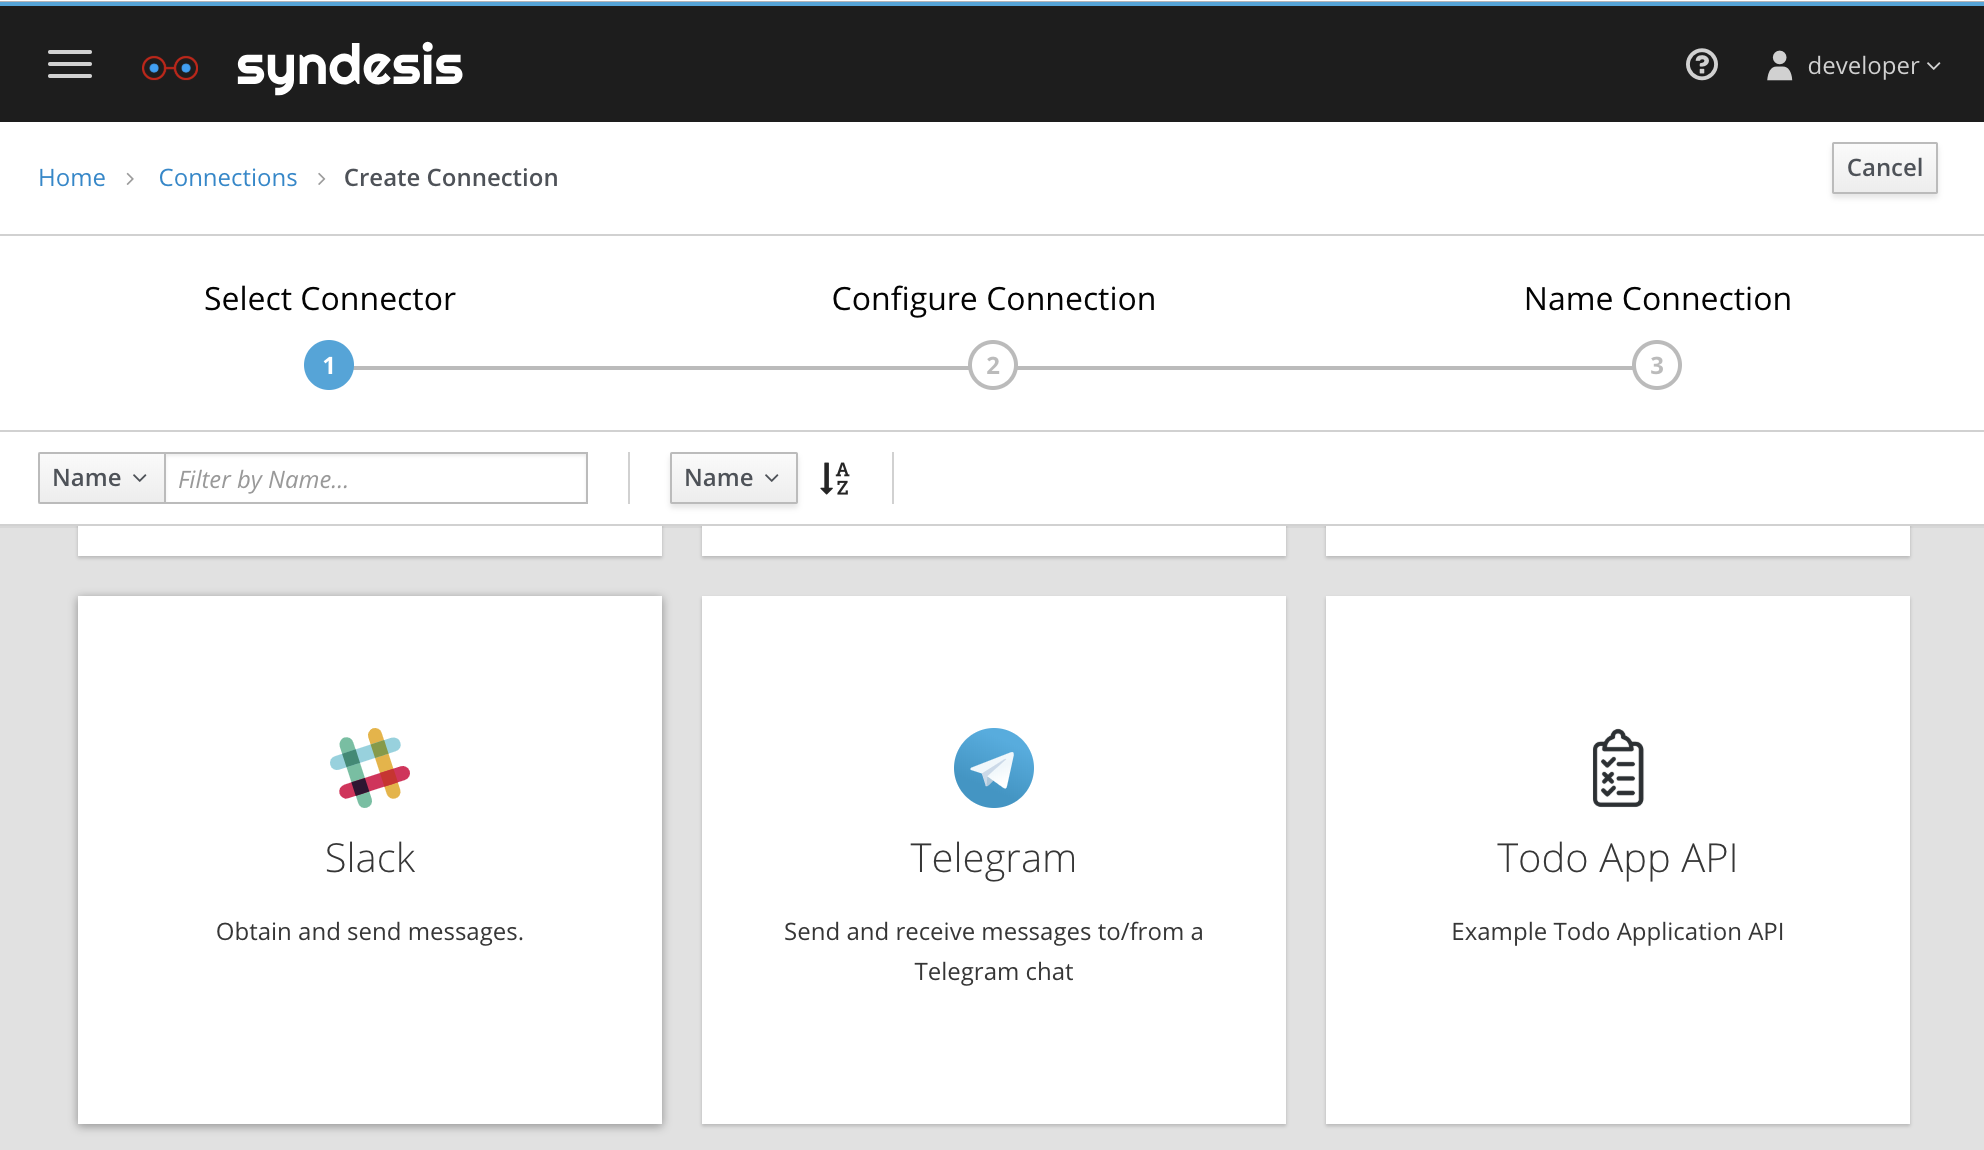 syndesis
developer
Home > Connections > Create Connection
Cancel
Select Connector
Configure Connection
Name Connection
1
2
3
Name
Filter by Name...
Name
A
Z
Slack
Obtain and send messages.
Telegram
Send and receive messages to/from a
Telegram chat
Todo App API
Example Todo Application API